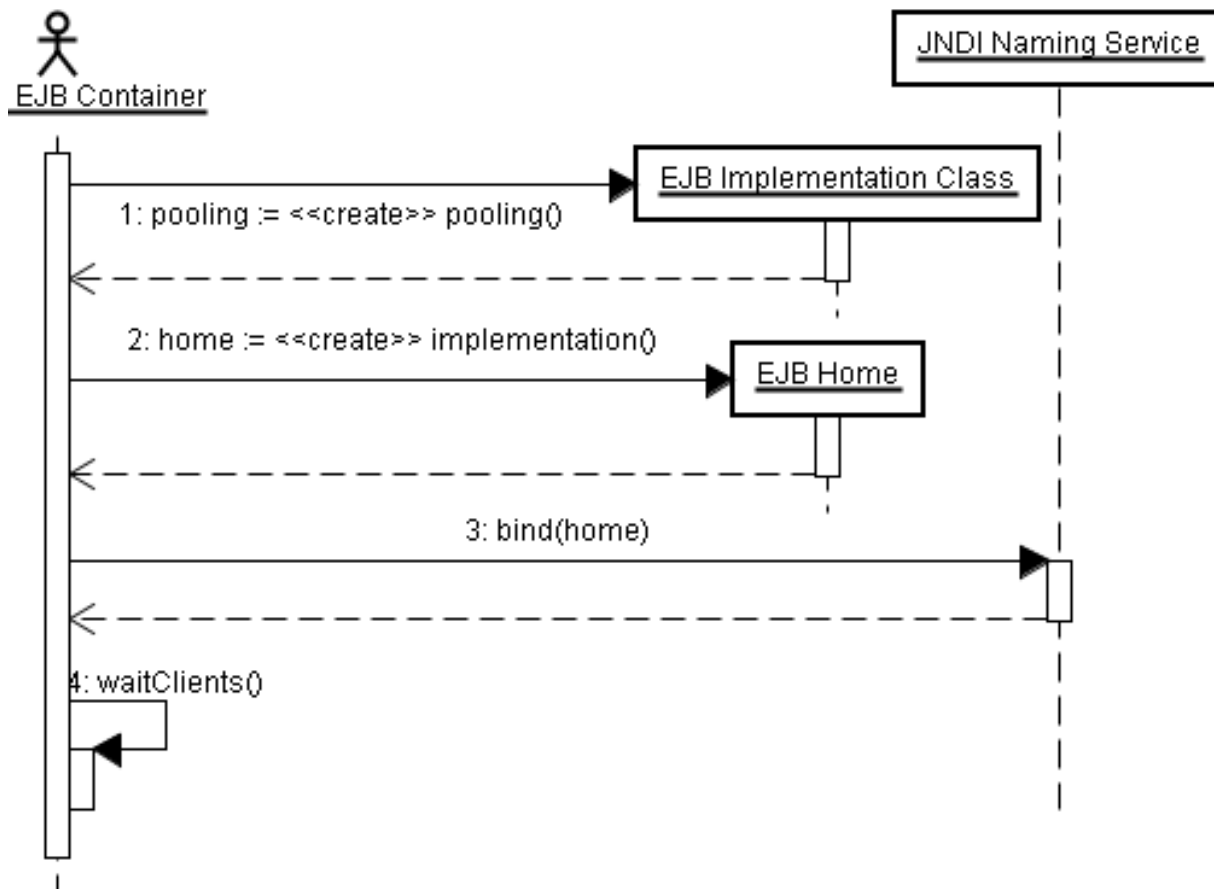 EJB Container
JNDI Naming Service
EJB Implementation Class
1: pooling := <<create>> pooling()
2: home := <<create>> implementation()
EJB Home
3: bind(home)
4: waitClients()